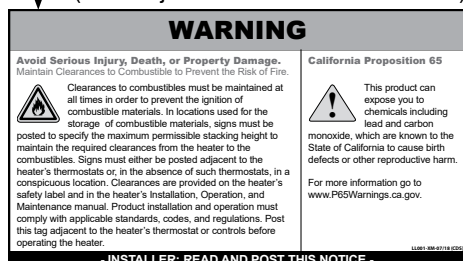 WARNING
Avoid Serious Injury, Death, or Property Damage.
Maintain Clearances to Combustible to Prevent the Risk of Fire.
Clearances to combustibles must be maintained at
all times in order to prevent the ignition of
combustible materials. In locations used for the
storage of combustible materials, signs must be
posted to specify the maximum permissible stacking height to
maintain the required clearances from the heater to the
combustibles. Signs must either be posted adjacent to the
heater's thermostats or, in the absence of such thermostats, in a
conspicuous location. Clearances are provided on the heater's
safety label and in the heater's Installation, Operation, and
Maintenance manual. Product installation and operation must
comply with applicable standards, codes, and regulations. Post
this tag adjacent to the heater's thermostat or controls before
operating the heater.
California Proposition 65
This product can
expose you to
chemicals including
lead and carbon
monoxide, which are known to the
State of California to cause birth
defects or other reproductive harm.
For more information go to
www.P65Warnings.ca.gov.
LL001-RM-07/18 (CDS)
- INSTALLER: READ AND POST THIS NOTICE -